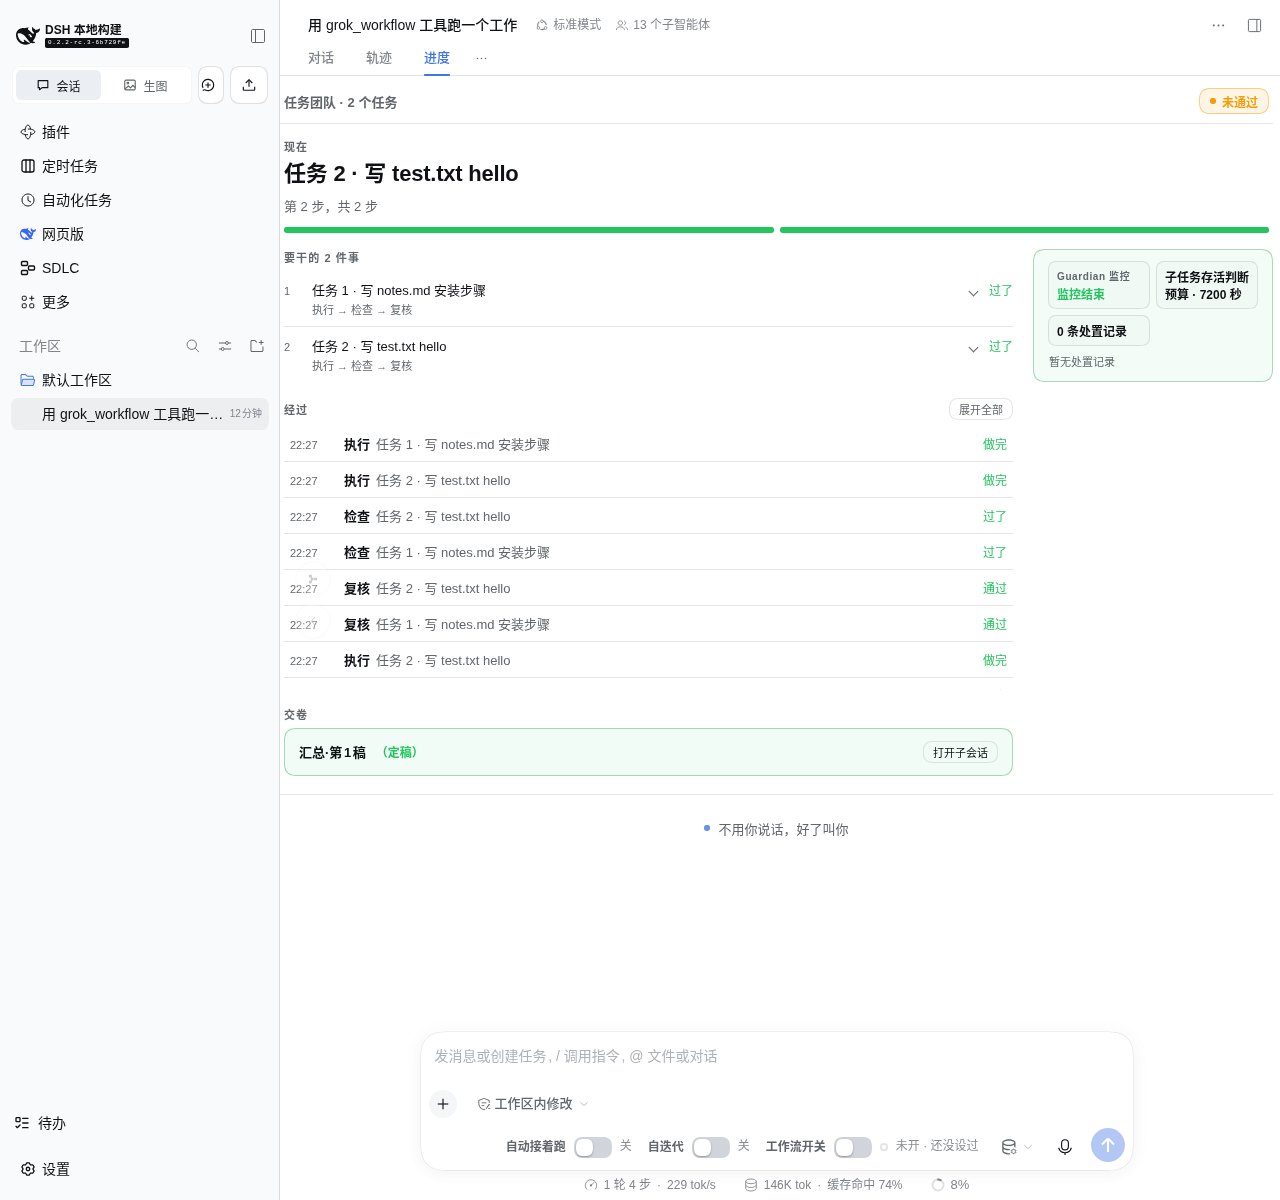 DSH 本地构建
0.2.2-rc.3-6b729fe
会话
生图
插件
定时任务
自动化任务
网页版
SDLC
更多
工作区
默认工作区
用 grok_workflow 工具跑一… 12分钟
待办
设置
用 grok_workflow 工具跑一个工作 标准模式 13 个子智能体 ···
对话 轨迹 进度 ···
任务团队 · 2 个任务 未通过
现在
任务 2 · 写 test.txt hello
第 2 步，共 2 步
要干的 2 件事
1 任务 1 · 写 notes.md 安装步骤 过了
执行 → 检查 → 复核
2 任务 2 · 写 test.txt hello 过了
执行 → 检查 → 复核
Guardian 监控
监控结束
子任务存活判断
预算 · 7200 秒
0 条处置记录
暂无处置记录
经过 展开全部
22:27 执行 任务 1 · 写 notes.md 安装步骤 做完
22:27 执行 任务 2 · 写 test.txt hello 做完
22:27 检查 任务 2 · 写 test.txt hello 过了
22:27 检查 任务 1 · 写 notes.md 安装步骤 过了
22:27 复核 任务 2 · 写 test.txt hello 通过
22:27 复核 任务 1 · 写 notes.md 安装步骤 通过
22:27 执行 任务 2 · 写 test.txt hello 做完
交卷
汇总·第1稿 （定稿） 打开子会话
不用你说话，好了叫你
发消息或创建任务, / 调用指令, @ 文件或对话
工作区内修改
自动接着跑 关 自迭代 关 工作流开关 未开 · 还没设过
1 轮 4 步 · 229 tok/s 146K tok · 缓存命中 74% 8%